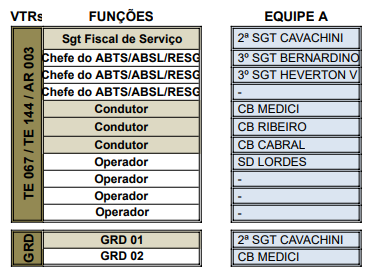 VTRs FUNÇÕES EQUIPE A
TE 067 / TE 144 / AR 003
Sgt Fiscal de Serviço 2ª SGT CAVACHINI
Chefe do ABTS/ABSL/RESG 3º SGT BERNARDINO
Chefe do ABTS/ABSL/RESG 3º SGT HEVERTON V
Chefe do ABTS/ABSL/RESG -
Condutor CB MEDICI
Condutor CB RIBEIRO
Condutor CB CABRAL
Operador SD LORDES
Operador -
Operador -
Operador -
GRD
GRD 01 2ª SGT CAVACHINI
GRD 02 CB MEDICI